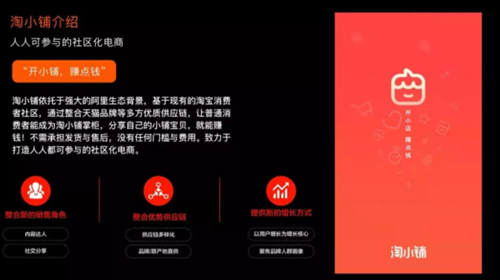 淘小铺介绍
人人可参与的社区化电商
“开小铺，赚点钱”
淘小铺依托于强大的阿里生态背景，基于现有的淘宝消费
者社区，通过整合天猫品牌等多方优质供应链，让普通消
费者能成为淘小铺掌柜，分享自己的小铺宝贝，就能赚
钱！不需承担发货与售后，没有任何门槛与费用。致力于
打造人人都可参与的社区化电商。
整合新的销售角色
内容达人
社交分享
整合优势供应链
供应链多样化
品牌/原产地直供
提供新的增长方式
以用户增长为增长核心
聚焦品牌人群画像
开小店 赚点钱
淘小铺